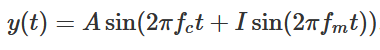 y(t) = A sin(2πf_c t + I sin(2πf_m t))